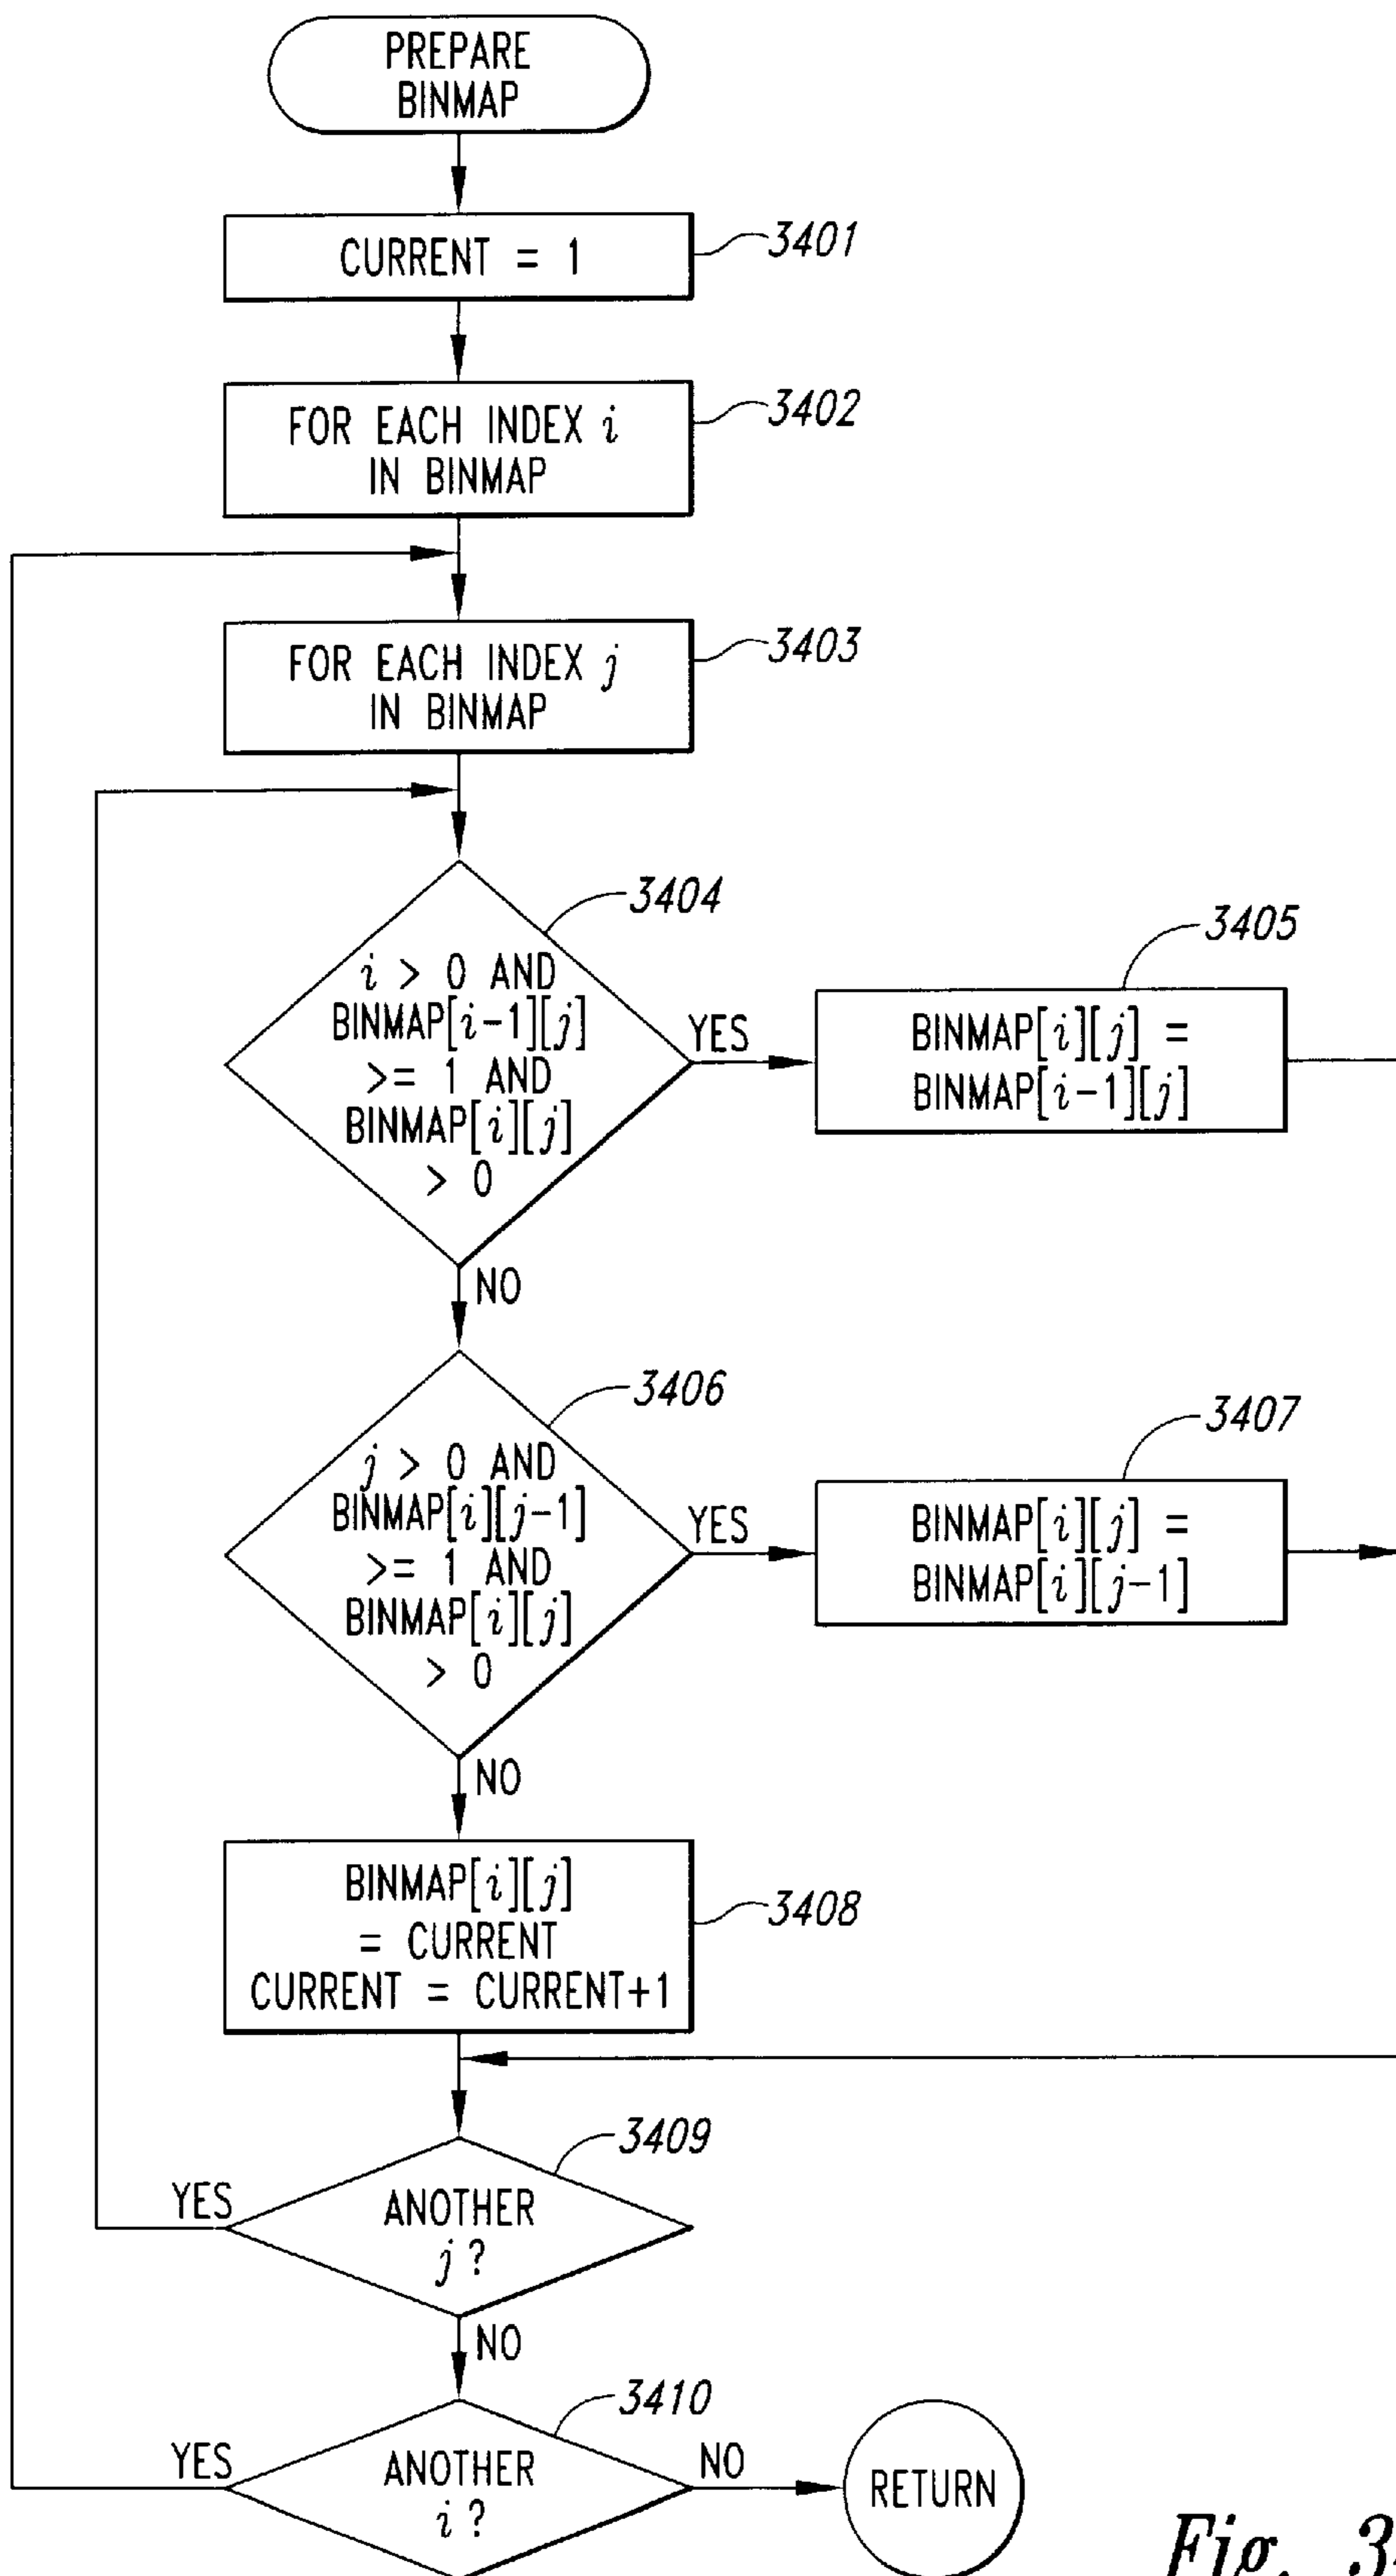 PREPARE
BINMAP
CURRENT = 1
3401
FOR EACH INDEX i
IN BINMAP
3402
FOR EACH INDEX j
IN BINMAP
3403
3404
i > 0 AND
BINMAP[i-1][j]
>= 1 AND
BINMAP[i][j]
> 0
YES
3405
BINMAP[i][j] =
BINMAP[i-1][j]
NO
3406
j > 0 AND
BINMAP[i][j-1]
>= 1 AND
BINMAP[i][j]
> 0
YES
3407
BINMAP[i][j] =
BINMAP[i][j-1]
NO
BINMAP[i][j]
= CURRENT
CURRENT = CURRENT+1
3408
3409
YES
ANOTHER
j?
NO
3410
YES
ANOTHER
i?
NO
RETURN
Fig.